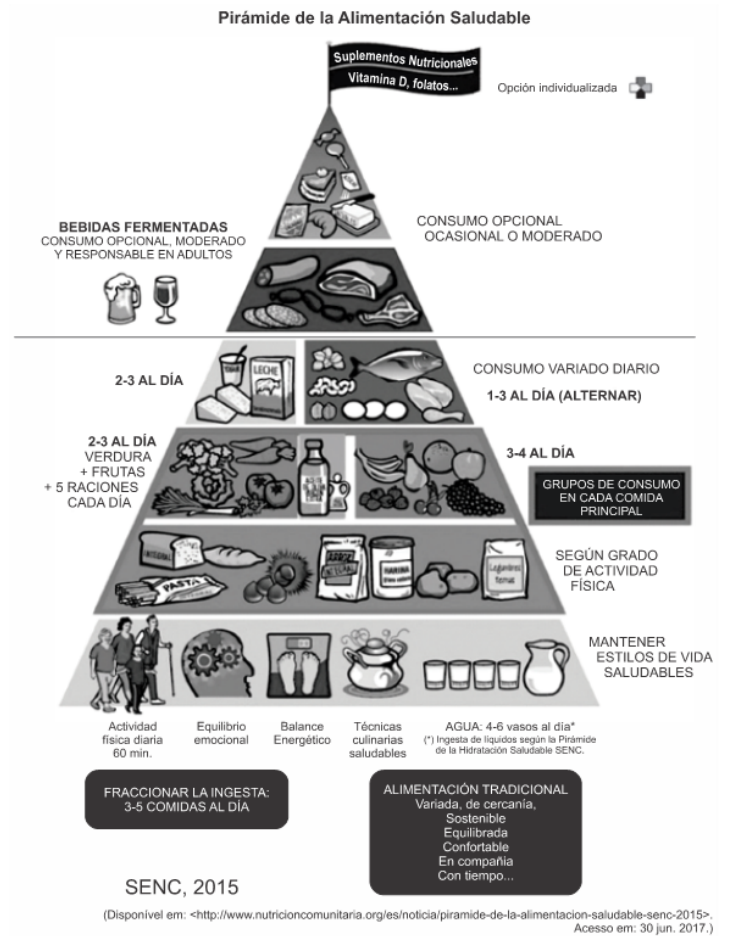 Pirámide de la Alimentación Saludable
Suplementos Nutricionales
Vitamina D, folatos...
Opción individualizada
BEBIDAS FERMENTADAS
CONSUMO OPCIONAL, MODERADO
Y RESPONSABLE EN ADULTOS
CONSUMO OPCIONAL
OCASIONAL O MODERADO
2-3 AL DÍA
LECHE
CONSUMO VARIADO DIARIO
1-3 AL DÍA (ALTERNAR)
2-3 AL DÍA
VERDURA
+ FRUTAS
+ 5 RACIONES
CADA DÍA
ACEITE
3-4 AL DÍA
GRUPOS DE CONSUMO
EN CADA COMIDA
PRINCIPAL
INTEGRAL
PASTA
ARROZ
INTEGRAL
HARINA
Legumbres
SEGÚN GRADO
DE ACTIVIDAD
FÍSICA
MANTENER
ESTILOS DE VIDA
SALUDABLES
Actividad
física diaria
60 min.
Equilibrio
emocional
Balance
Energético
Técnicas
culinarias
saludables
AGUA: 4-6 vasos al día*
(*) Ingesta de líquidos según la Pirámide
de la Hidratación Saludable SENC.
FRACCIONAR LA INGESTA:
3-5 COMIDAS AL DÍA
ALIMENTACIÓN TRADICIONAL
Variada, de cercanía,
Sostenible
Equilibrada
Confortable
En compañia
Con tiempo...
SENC, 2015
(Disponível em: <http://www.nutricioncomunitaria.org/es/noticia/piramide-de-la-alimentacion-saludable-senc-2015>.
Acesso em: 30 jun. 2017.)